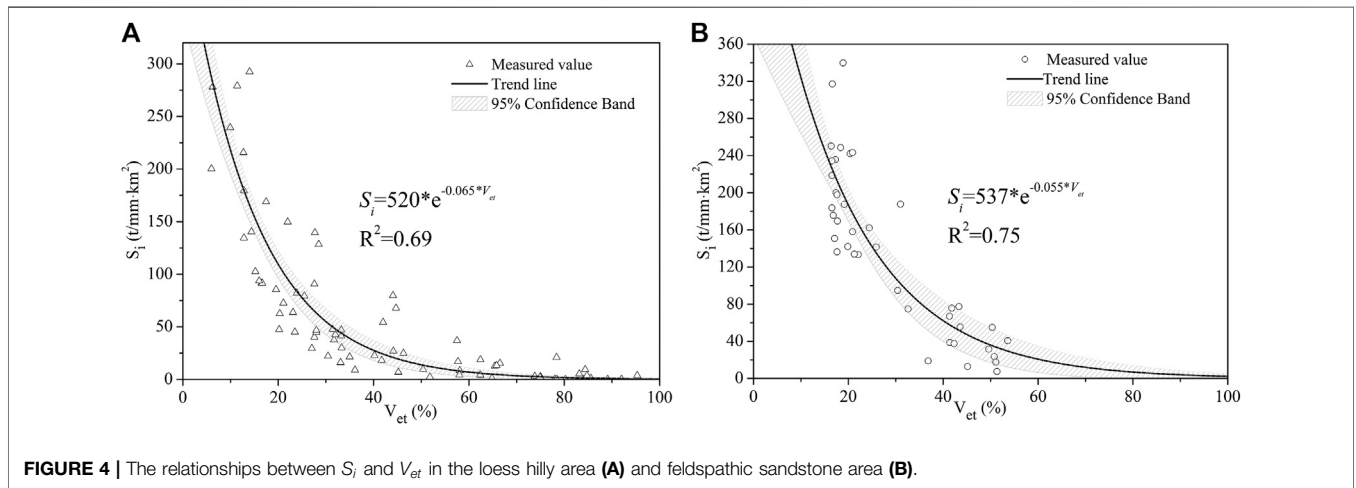 A
Measured value
Trend line
95% Confidence Band
Si=520*e-0.065*Vet
R2=0.69
Si (t/mm·km2)
300
250
200
150
100
50
0
0 20 40 60 80 100
Vet (%)
B
Measured value
Trend line
95% Confidence Band
Si=537*e-0.055*Vet
R2=0.75
Si (t/mm·km2)
360
320
280
240
200
160
120
80
40
0
0 20 40 60 80 100
Vet (%)
FIGURE 4 | The relationships between Si and Vet in the loess hilly area (A) and feldspathic sandstone area (B).